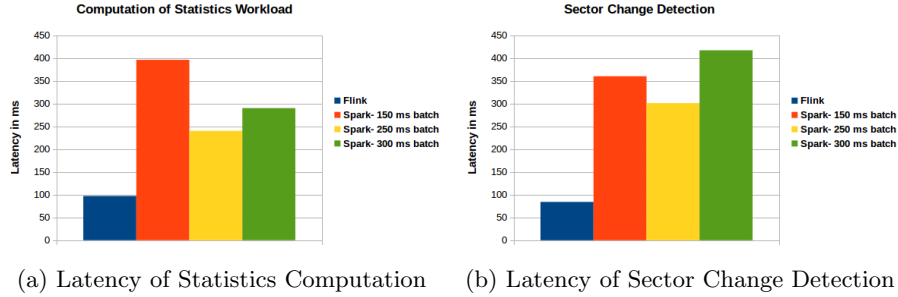 Computation of Statistics Workload
Latency in ms
450
400
350
300
250
200
150
100
50
0
Flink
Spark- 150 ms batch
Spark- 250 ms batch
Spark- 300 ms batch
(a) Latency of Statistics Computation
Sector Change Detection
Latency in ms
450
400
350
300
250
200
150
100
50
0
Flink
Spark- 150 ms batch
Spark- 250 ms batch
Spark- 300 ms batch
(b) Latency of Sector Change Detection